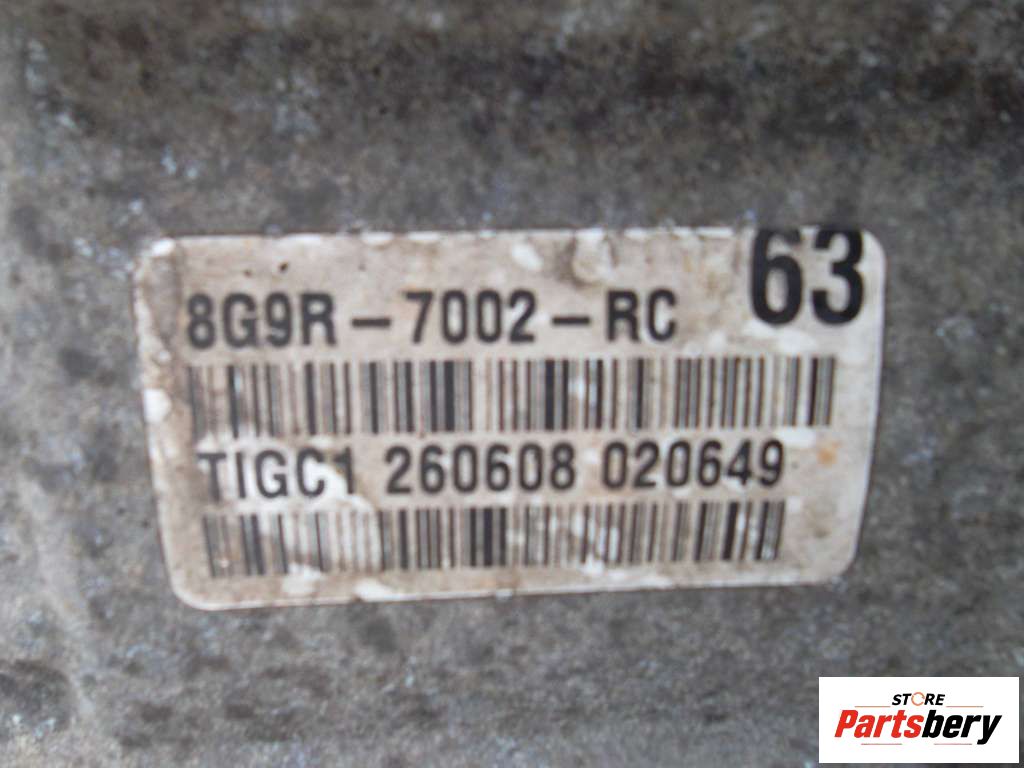 63
8G9R-7002-RC
TIGC1 260608 020649
STORE
Partsbery